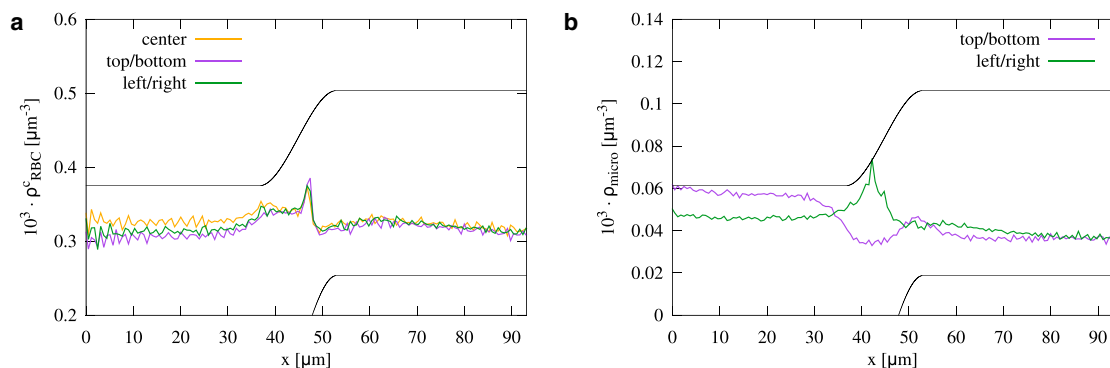 a
0.6
0.5
0.4
0.3
0.2
10³ · ρᶜRBC [μm⁻³]
center
top/bottom
left/right
0 10 20 30 40 50 60 70 80 90
x [μm]
b
0.14
0.12
0.1
0.08
0.06
0.04
0.02
0
10³ · ρmicro [μm⁻³]
top/bottom
left/right
0 10 20 30 40 50 60 70 80 90
x [μm]